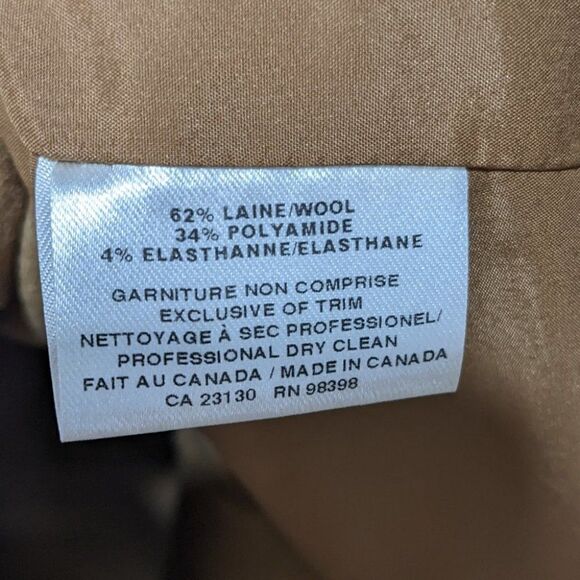 62% LAINE/WOOL
34% POLYAMIDE
4% ELASTHANNE/ELASTHANE
GARNITURE NON COMPRISE
EXCLUSIVE OF TRIM
NETTOYAGE À SEC PROFESSIONEL/
PROFESSIONAL DRY CLEAN
FAIT AU CANADA / MADE IN CANADA
CA 23130 RN 98398